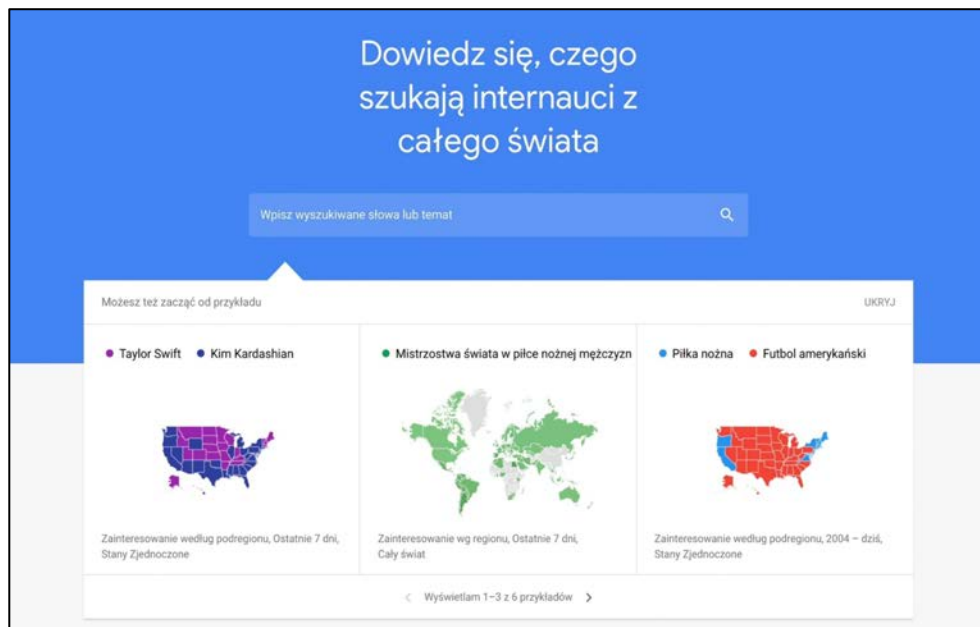 Dowiedz się, czego
szukają internauci z
całego świata
Wpisz wyszukiwane słowa lub temat
Możesz też zacząć od przykładu
UKRYJ
Taylor Swift Kim Kardashian
Mistrzostwa świata w piłce nożnej mężczyzn
Piłka nożna Futbol amerykański
Zainteresowanie według podregionu, Ostatnie 7 dni,
Stany Zjednoczone
Zainteresowanie wg regionu, Ostatnie 7 dni,
Cały świat
Zainteresowanie według podregionu, 2004 – dziś,
Stany Zjednoczone
Wyświetlam 1–3 z 6 przykładów